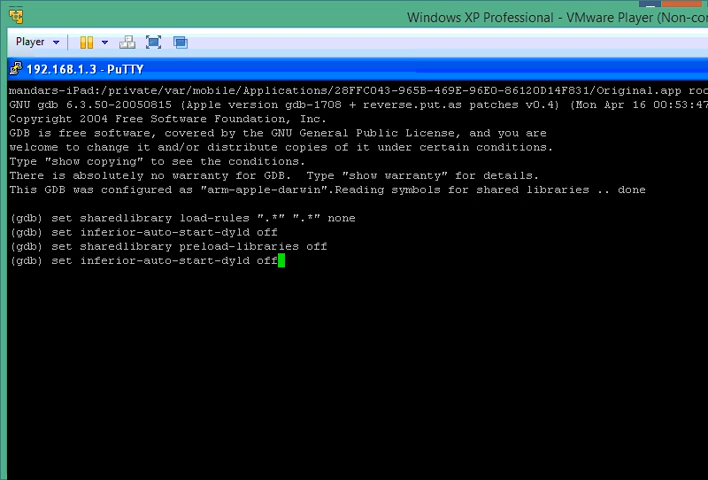 Windows XP Professional - VMware Player (Non-co
Player
192.168.1.3 - PuTTY
mandars-iPad:/private/var/mobile/Applications/28FFC043-965B-469E-96E0-86120D14F831/Original.app roo
GNU gdb 6.3.50-20050815 (Apple version gdb-1708 + reverse.put.as patches v0.4) (Mon Apr 16 00:53:47
Copyright 2004 Free Software Foundation, Inc.
GDB is free software, covered by the GNU General Public License, and you are
welcome to change it and/or distribute copies of it under certain conditions.
Type "show copying" to see the conditions.
There is absolutely no warranty for GDB.  Type "show warranty" for details.
This GDB was configured as "arm-apple-darwin".Reading symbols for shared libraries .. done
(gdb) set sharedlibrary load-rules ".*" ".*" none
(gdb) set inferior-auto-start-dyld off
(gdb) set sharedlibrary preload-libraries off
(gdb) set inferior-auto-start-dyld off